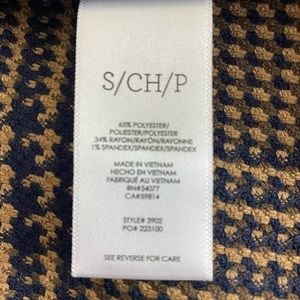 S/CH/P
65% POLYESTER/
POLIESTER/POLYESTER
34% RAYON/RAYÓN/RAYONNE
1% SPANDEX/SPANDEX/SPANDEX
MADE IN VIETNAM
HECHO EN VIETNAM
FABRIQUÉ AU VIETNAM
RN#54077
CA#59814
STYLE# 3902
PO# 223100
SEE REVERSE FOR CARE